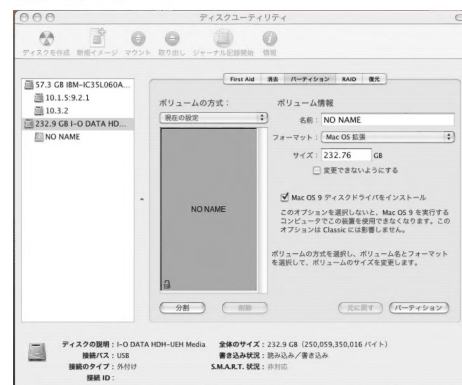 ディスクユーティリティ
ディスクを作成 新規イメージ マウント 取り出し ジャーナル記録開始 情報
57.3 GB IBM-IC35L060A...
10.1.5:9.2.1
10.3.2
232.9 GB I-O DATA HD...
NO NAME
First Aid 消去 パーティション RAID 復元
ボリュームの方式：
現在の設定
NO NAME
分割 削除
ボリューム情報
名前： NO NAME
フォーマット： Mac OS 拡張
サイズ： 232.76 GB
変更できないようにする
Mac OS 9 ディスクドライバをインストール
このオプションを選択しないと、Mac OS 9 を実行する
コンピュータでこの装置を使用できなくなります。この
オプションは Classic には影響しません。
ボリュームの方式を選択し、ボリューム名とフォーマット
を選択して、ボリュームのサイズを変更します。
元に戻す パーティション
ディスクの説明：I-O DATA HDH-UEH Media
接続バス：USB
接続のタイプ：外付け
接続 ID：
全体のサイズ：232.9 GB (250,059,350,016 バイト)
書き込み状況：読み込み／書き込み
S.M.A.R.T. 状況：非対応